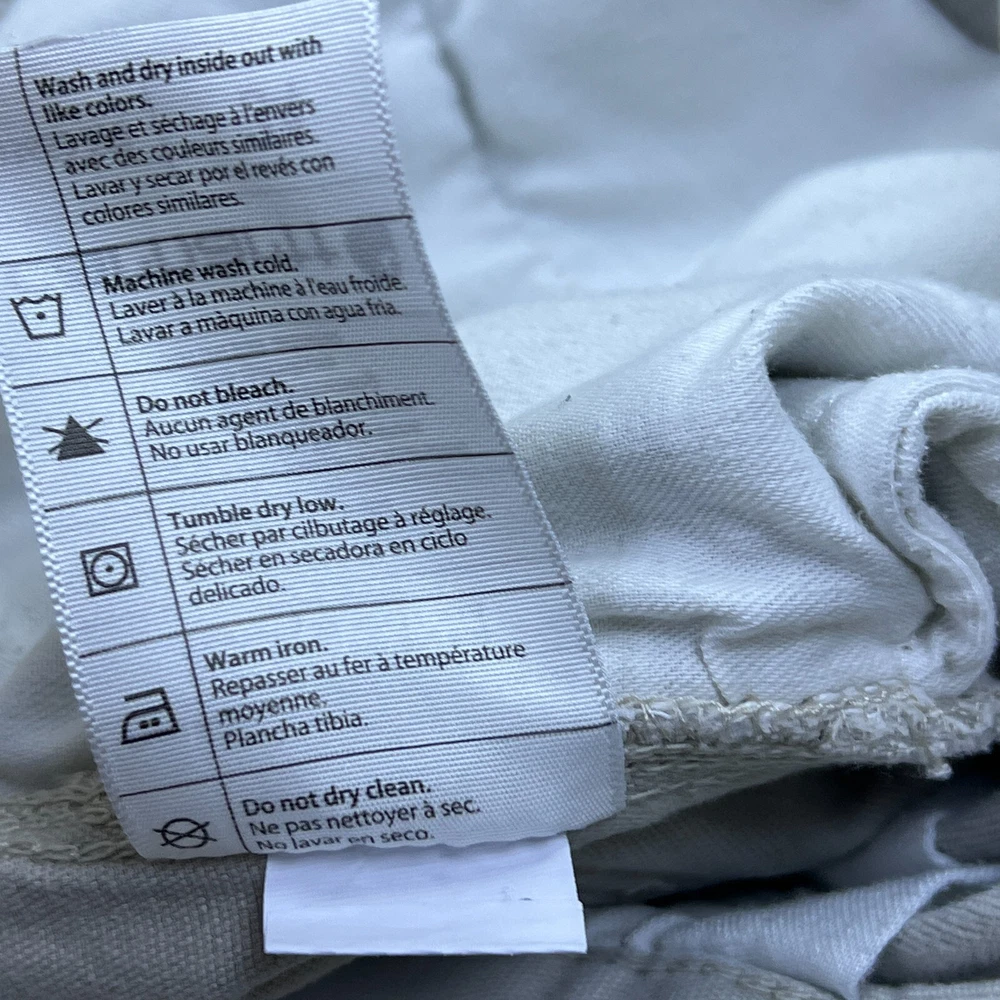 Wash and dry inside out with
like colors.
Lavage et séchage à l'envers
avec des couleurs similaires.
Lavar y secar por el revés con
colores similares.
Machine wash cold.
Laver à la machine à l'eau froide.
Lavar a màquina con agua fria.
Do not bleach.
Aucun agent de blanchiment.
No usar blanqueador.
Tumble dry low.
Sécher par cilbutage à réglage.
Sécher en secadora en ciclo
delicado.
Warm iron.
Repasser au fer à température
moyenne.
Plancha tibia.
Do not dry clean.
Ne pas nettoyer à sec.
No lavar en seco.